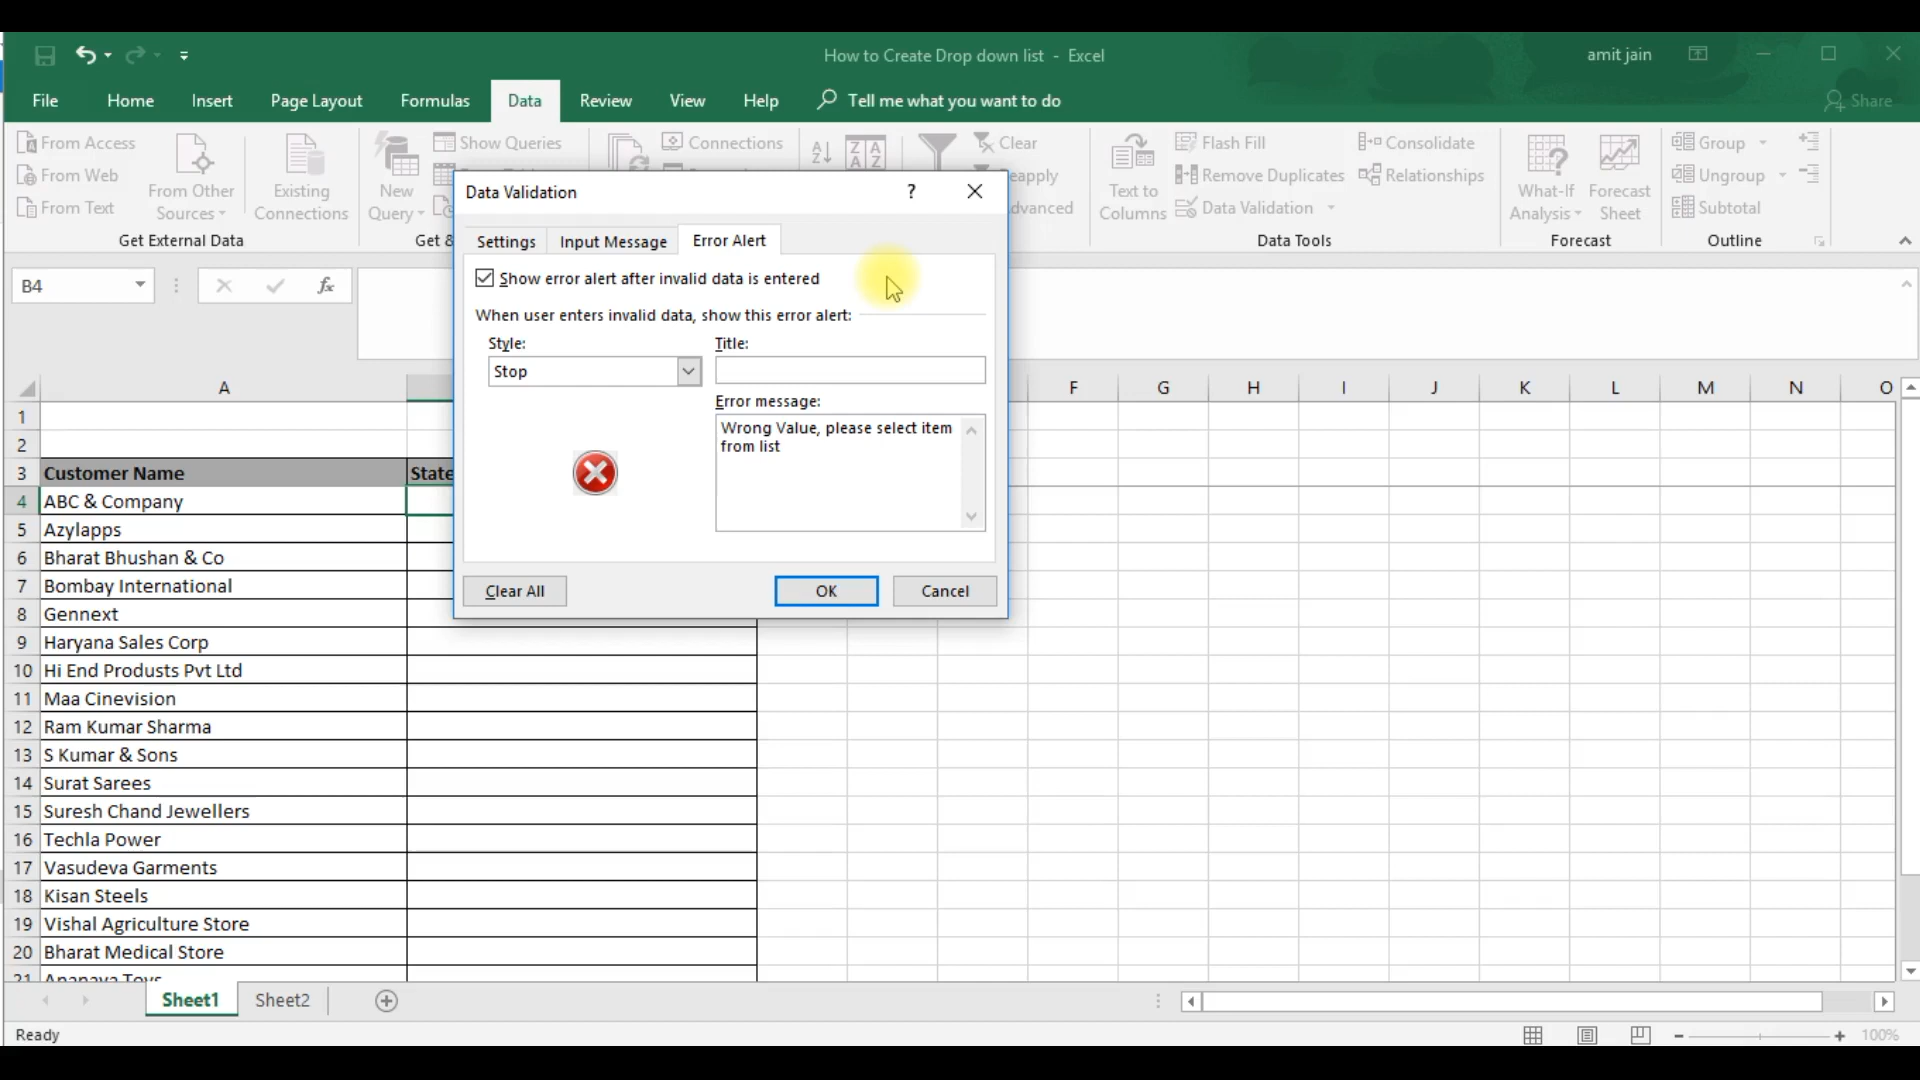 How to Create Drop down list - Excel
amit jain
File Home Insert Page Layout Formulas Data Review View Help Tell me what you want to do
Share
From Access
From Web
From Text
From Other
Sources
Existing
Connections
Get External Data
New
Query
Show Queries
Get &
Connections
Clear
Reapply
Advanced
Text to
Columns
Flash Fill
Remove Duplicates
Data Validation
Consolidate
Relationships
Data Tools
What-If
Analysis
Forecast
Sheet
Forecast
Group
Ungroup
Subtotal
Outline
Data Validation ?
Settings Input Message Error Alert
Show error alert after invalid data is entered
When user enters invalid data, show this error alert:
Style:
Stop
Title:
Error message:
Wrong Value, please select item
from list
Clear All OK Cancel
B4
fx
A F G H I J K L M N O
1
2
3 Customer Name State
4 ABC & Company
5 Azylapps
6 Bharat Bhushan & Co
7 Bombay International
8 Gennext
9 Haryana Sales Corp
10 Hi End Produsts Pvt Ltd
11 Maa Cinevision
12 Ram Kumar Sharma
13 S Kumar & Sons
14 Surat Sarees
15 Suresh Chand Jewellers
16 Techla Power
17 Vasudeva Garments
18 Kisan Steels
19 Vishal Agriculture Store
20 Bharat Medical Store
21
Sheet1 Sheet2
Ready
100%